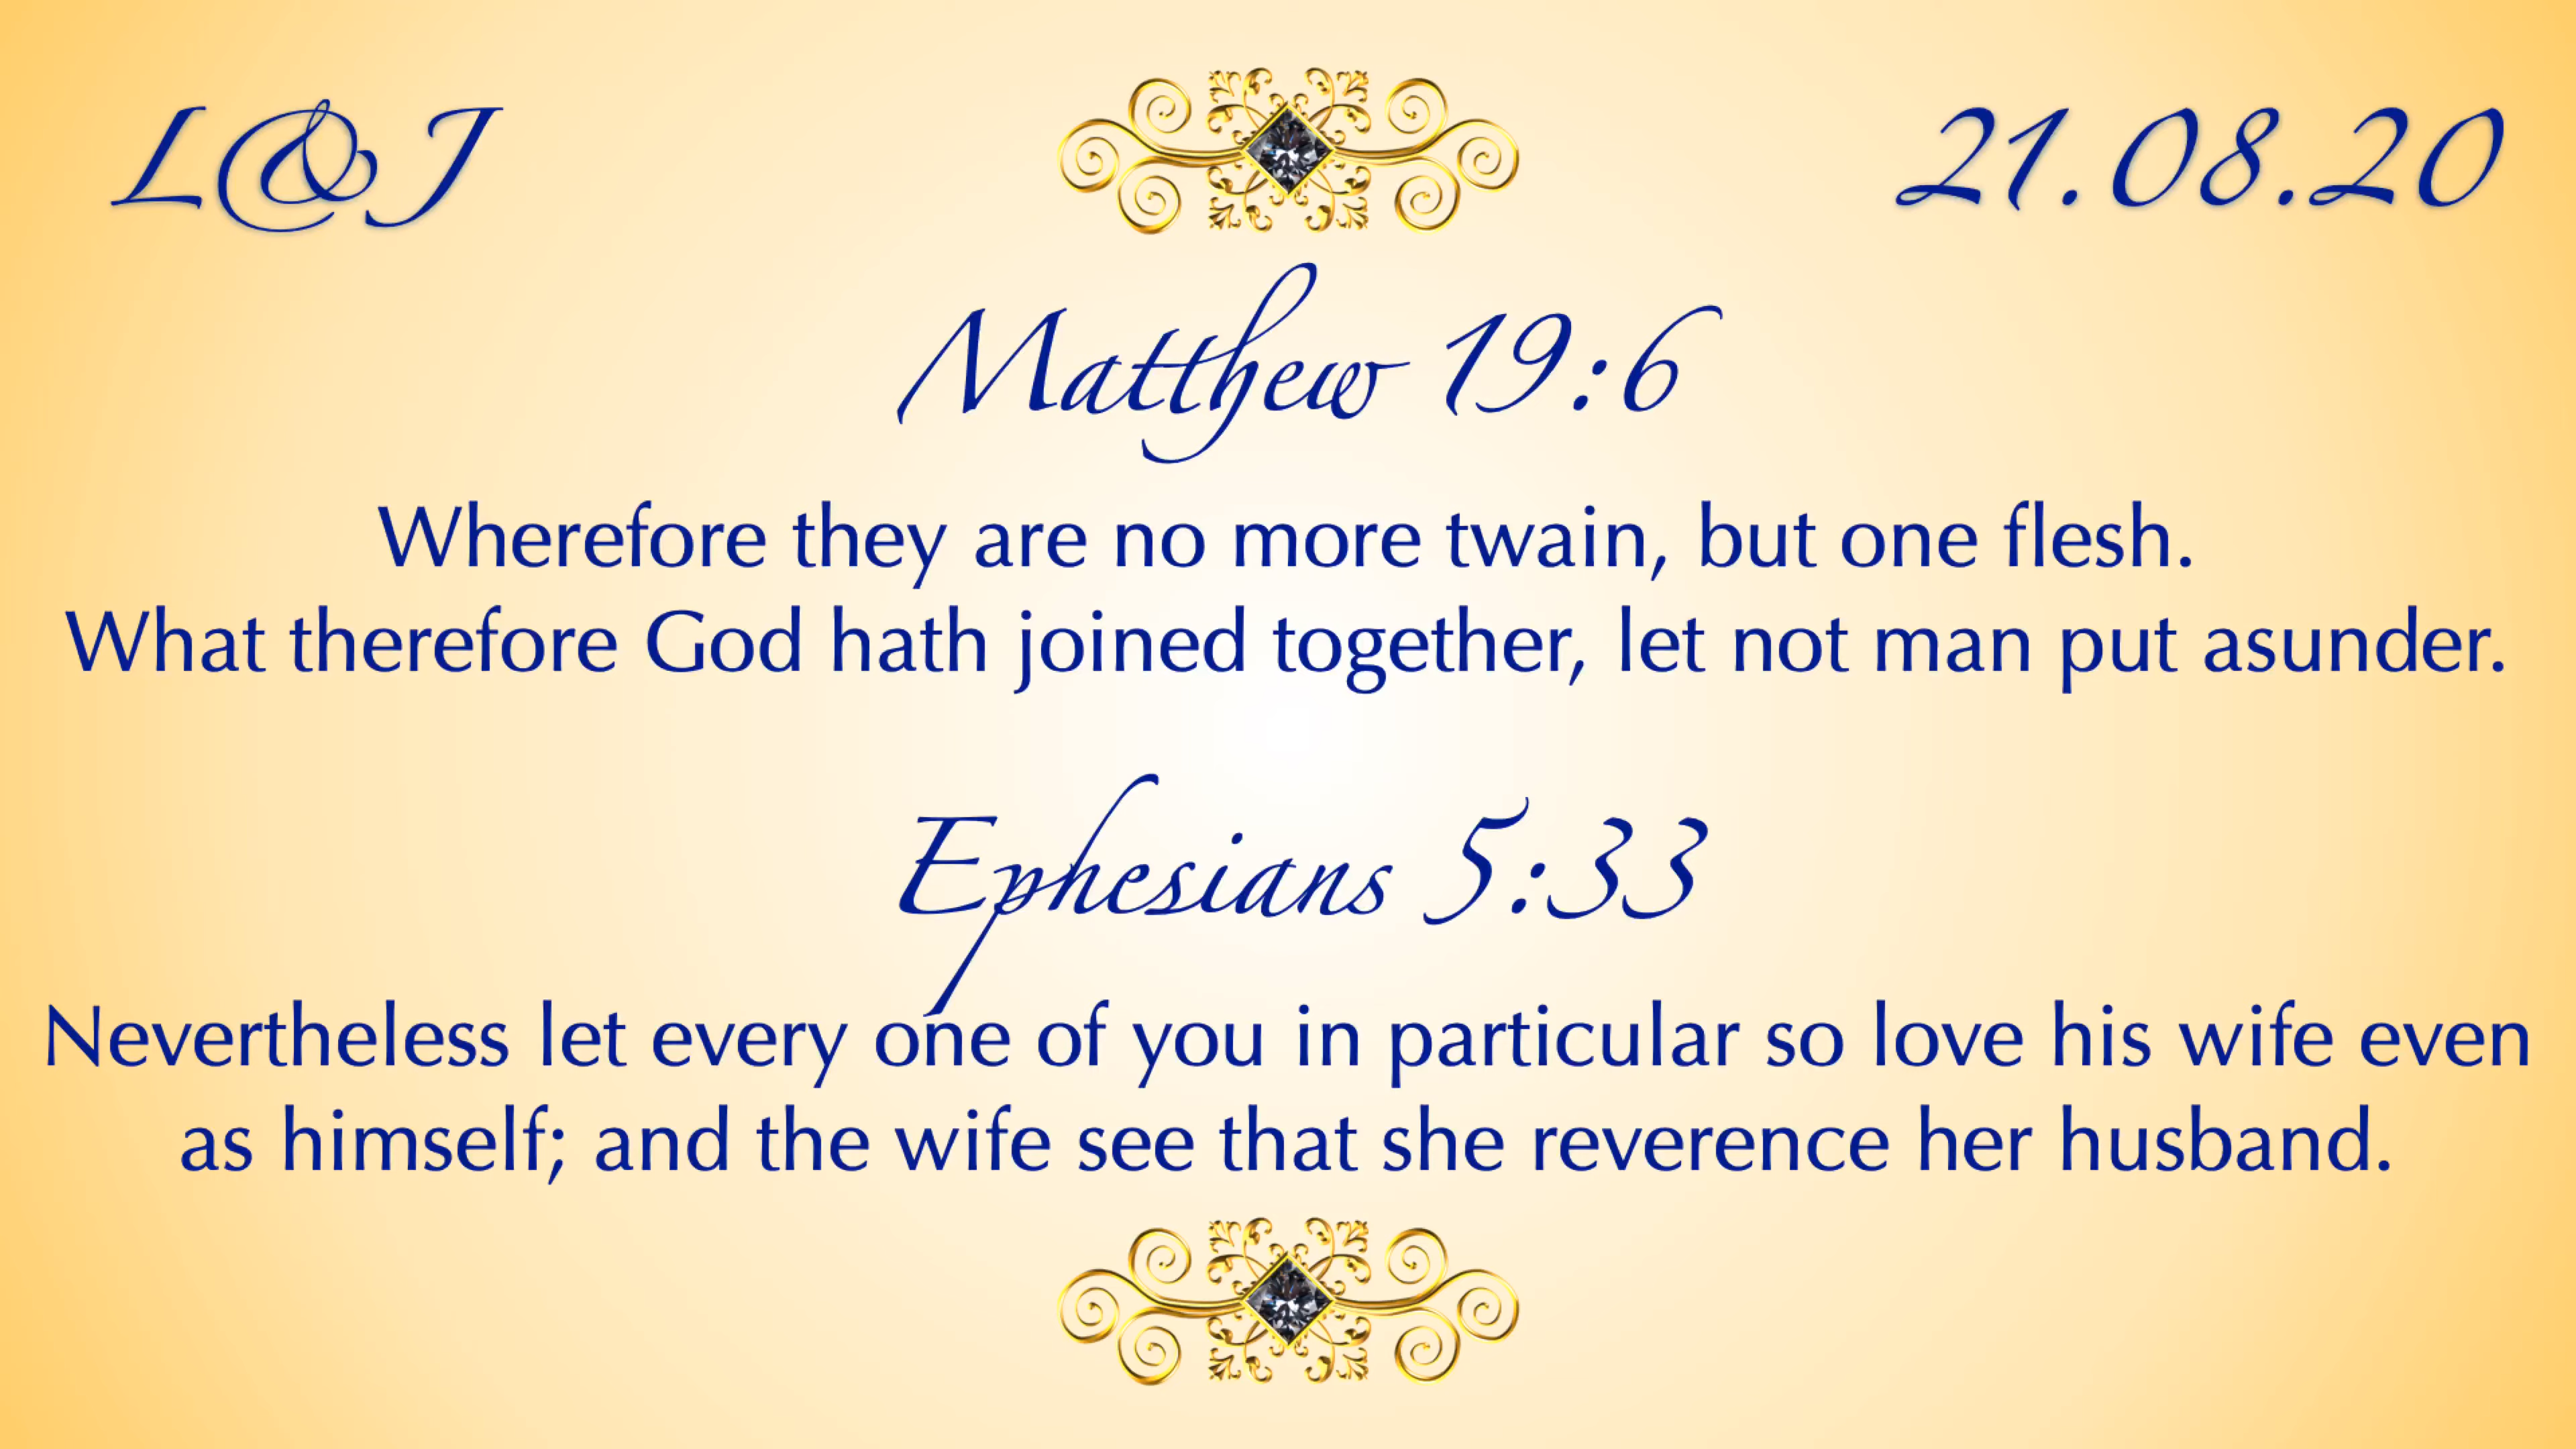 L&J
21.08.20
Matthew 19:6
Wherefore they are no more twain, but one flesh.
What therefore God hath joined together, let not man put asunder.
Ephesians 5:33
Nevertheless let every one of you in particular so love his wife even
as himself; and the wife see that she reverence her husband.